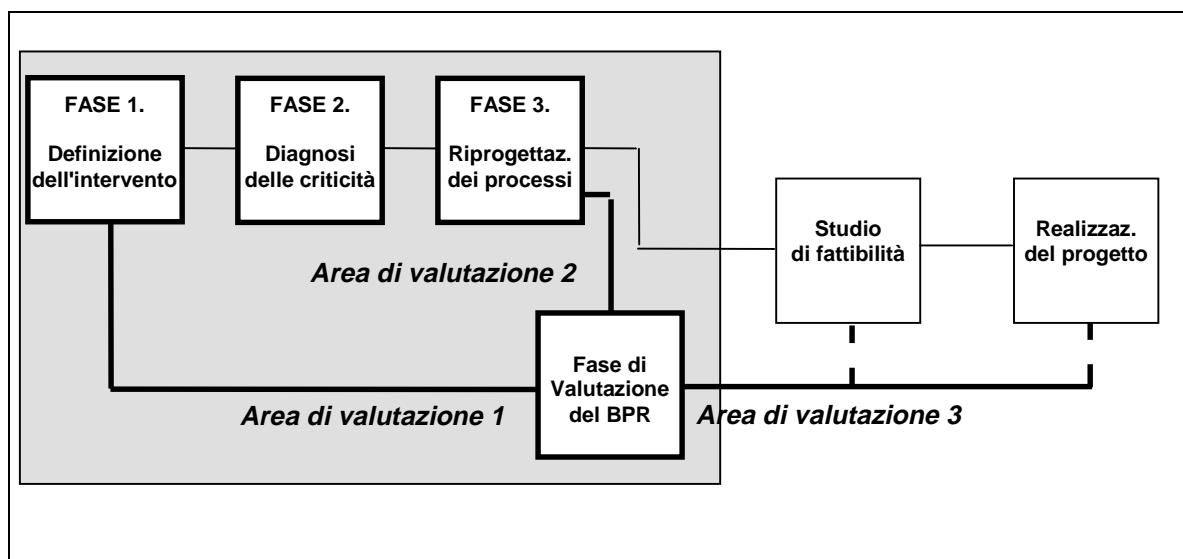 FASE 1.
Definizione
dell'intervento
FASE 2.
Diagnosi
delle criticità
FASE 3.
Riprogettaz.
dei processi
Studio
di fattibilità
Realizzaz.
del progetto
Area di valutazione 2
Fase di
Valutazione
del BPR
Area di valutazione 1
Area di valutazione 3